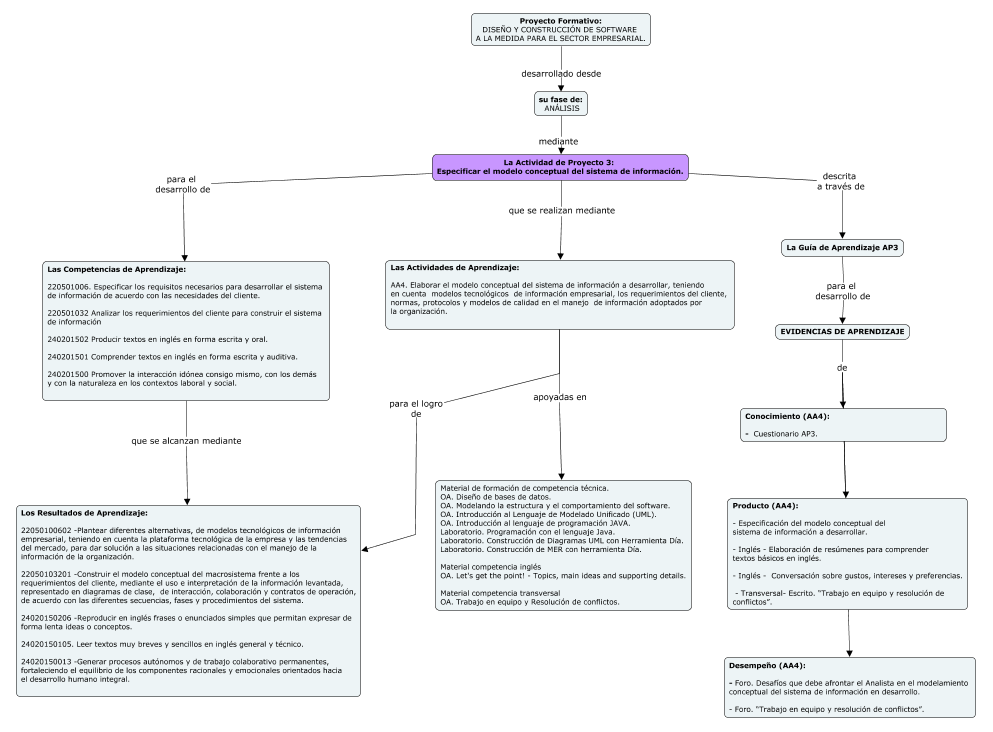 Proyecto Formativo:
DISEÑO Y CONSTRUCCIÓN DE SOFTWARE
A LA MEDIDA PARA EL SECTOR EMPRESARIAL.
desarrollado desde
su fase de:
ANÁLISIS
mediante
La Actividad de Proyecto 3:
Especificar el modelo conceptual del sistema de información.
para el
desarrollo de
que se realizan mediante
descrita
a través de
Las Competencias de Aprendizaje:
220501006. Especificar los requisitos necesarios para desarrollar el sistema
de información de acuerdo con las necesidades del cliente.
220501032 Analizar los requerimientos del cliente para construir el sistema
de información
240201502 Producir textos en inglés en forma escrita y oral.
240201501 Comprender textos en inglés en forma escrita y auditiva.
240201500 Promover la interacción idónea consigo mismo, con los demás
y con la naturaleza en los contextos laboral y social.
que se alcanzan mediante
Los Resultados de Aprendizaje:
22050100602 -Plantear diferentes alternativas, de modelos tecnológicos de información
empresarial, teniendo en cuenta la plataforma tecnológica de la empresa y las tendencias
del mercado, para dar solución a las situaciones relacionadas con el manejo de la
información de la organización.
22050103201 -Construir el modelo conceptual del macrosistema frente a los
requerimientos del cliente, mediante el uso e interpretación de la información levantada,
representado en diagramas de clase,  de interacción, colaboración y contratos de operación,
de acuerdo con las diferentes secuencias, fases y procedimientos del sistema.
24020150206 -Reproducir en inglés frases o enunciados simples que permitan expresar de
forma lenta ideas o conceptos.
24020150105. Leer textos muy breves y sencillos en inglés general y técnico.
24020150013 -Generar procesos autónomos y de trabajo colaborativo permanentes,
fortaleciendo el equilibrio de los componentes racionales y emocionales orientados hacia
el desarrollo humano integral.
Las Actividades de Aprendizaje:
AA4. Elaborar el modelo conceptual del sistema de información a desarrollar, teniendo
en cuenta  modelos tecnológicos  de información empresarial, los requerimientos del cliente,
normas, protocolos y modelos de calidad en el manejo  de información adoptados por
la organización.
para el logro
de
apoyadas en
Material de formación de competencia técnica.
OA. Diseño de bases de datos.
OA. Modelando la estructura y el comportamiento del software.
OA. Introducción al Lenguaje de Modelado Unificado (UML).
OA. Introducción al lenguaje de programación JAVA.
Laboratorio. Programación con el lenguaje Java.
Laboratorio. Construcción de Diagramas UML con Herramienta Día.
Laboratorio. Construcción de MER con herramienta Día.
Material competencia inglés
OA. Let's get the point! - Topics, main ideas and supporting details.
Material competencia transversal
OA. Trabajo en equipo y Resolución de conflictos.
La Guía de Aprendizaje AP3
para el
desarrollo de
EVIDENCIAS DE APRENDIZAJE
de
Conocimiento (AA4):
-  Cuestionario AP3.
Producto (AA4):
- Especificación del modelo conceptual del
sistema de información a desarrollar.
- Inglés - Elaboración de resúmenes para comprender
textos básicos en inglés.
- Inglés -  Conversación sobre gustos, intereses y preferencias.
- Transversal- Escrito. "Trabajo en equipo y resolución de
conflictos".
Desempeño (AA4):
- Foro. Desafíos que debe afrontar el Analista en el modelamiento
conceptual del sistema de información en desarrollo.
- Foro. "Trabajo en equipo y resolución de conflictos".